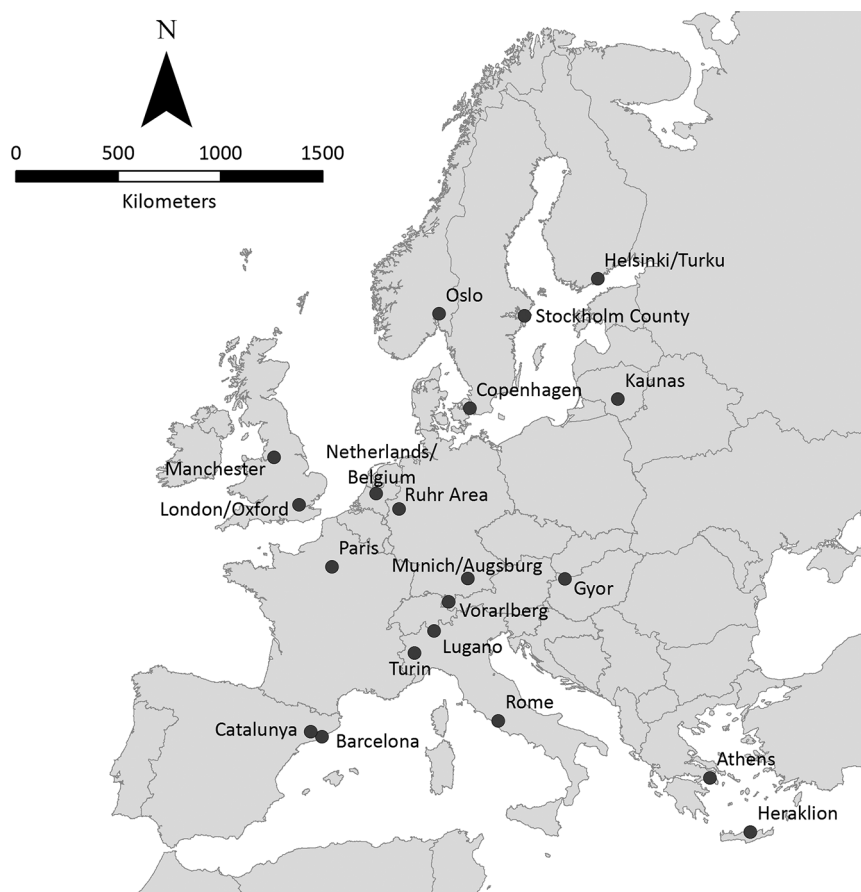 N
0 500 1000 1500
Kilometers
Helsinki/Turku
Oslo
Stockholm County
Copenhagen
Kaunas
Netherlands/
Belgium
Manchester
Ruhr Area
London/Oxford
Paris
Munich/Augsburg
Gyor
Vorarlberg
Lugano
Turin
Rome
Catalunya
Barcelona
Athens
Heraklion